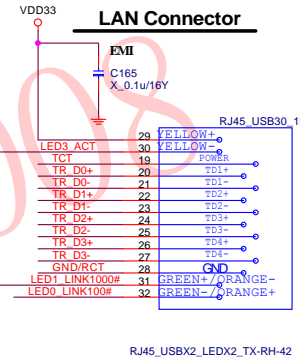 LAN Connector
VDD33
EMI
C165
X_0.1u/16Y
RJ45_USB30_1
29 YELLOW+
LED3_ACT 30 YELLOW-
TCT 19 POWER
TR_D0+ 20 TD1+
TR_D0- 21 TD1-
TR_D1+ 22 TD2+
TR_D1- 23 TD2-
TR_D2+ 24 TD3+
TR_D2- 25 TD3-
TR_D3+ 26 TD4+
TR_D3- 27 TD4-
GND/RCT 28 GND
LED1_LINK1000# 31 GREEN+/ORANGE-
LED0_LINK100# 32 GREEN-/ORANGE+
RJ45_USBX2_LEDX2_TX-RH-42